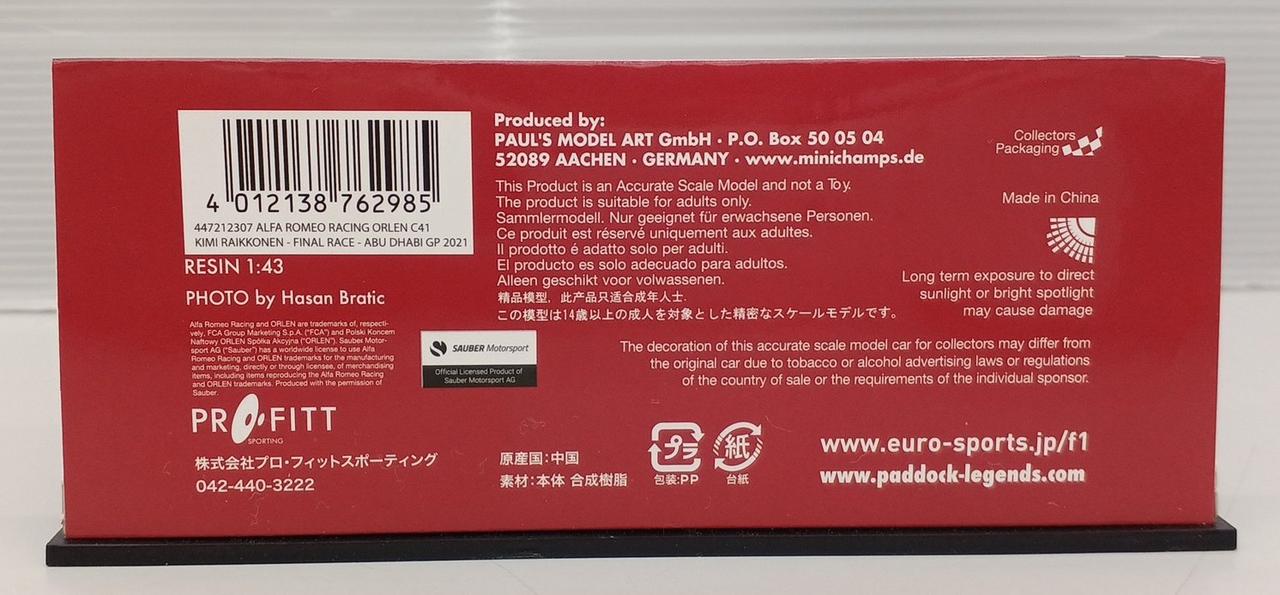 4 012138 762985
447212307 ALFA ROMEO RACING ORLEN C41
KIMI RAIKKONEN - FINAL RACE - ABU DHABI GP 2021
RESIN 1:43
PHOTO by Hasan Bratic
Alfa Romeo Racing and ORLEN are trademarks of, respecti-
vely, FCA Group Marketing S.p.A. ("FCA") and Polski Koncern
Naftowy ORLEN Spółka Akcyjna ("ORLEN"). Sauber Motor-
sport AG ("Sauber") has a worldwide license to use Alfa
Romeo Racing and ORLEN trademarks for the manufacturing
and marketing, directly or through licensee, of merchandising
items, including items reproducing the Alfa Romeo Racing
and ORLEN trademarks. Produced with the permission of
Sauber.
SAUBER Motorsport
Official Licensed Product of
Sauber Motorsport AG
PROFITT
SPORTING
株式会社プロ・フィットスポーティング
042-440-3222
Produced by:
PAUL'S MODEL ART GmbH · P.O. Box 50 05 04
52089 AACHEN · GERMANY · www.minichamps.de
This Product is an Accurate Scale Model and not a Toy.
The product is suitable for adults only.
Sammlermodell. Nur geeignet für erwachsene Personen.
Ce produit est réservé uniquement aux adultes.
Il prodotto é adatto solo per adulti.
El producto es solo adecuado para adultos.
Alleen geschikt voor volwassenen.
精品模型，此产品只适合成年人士.
この模型は14歳以上の成人を対象とした精密なスケールモデルです。
Collectors
Packaging
Made in China
Long term exposure to direct
sunlight or bright spotlight
may cause damage
The decoration of this accurate scale model car for collectors may differ from
the original car due to tobacco or alcohol advertising laws or regulations
of the country of sale or the requirements of the individual sponsor.
原産国：中国
素材：本体 合成樹脂
プラ
包装:PP
紙
台紙
www.euro-sports.jp/f1
www.paddock-legends.com